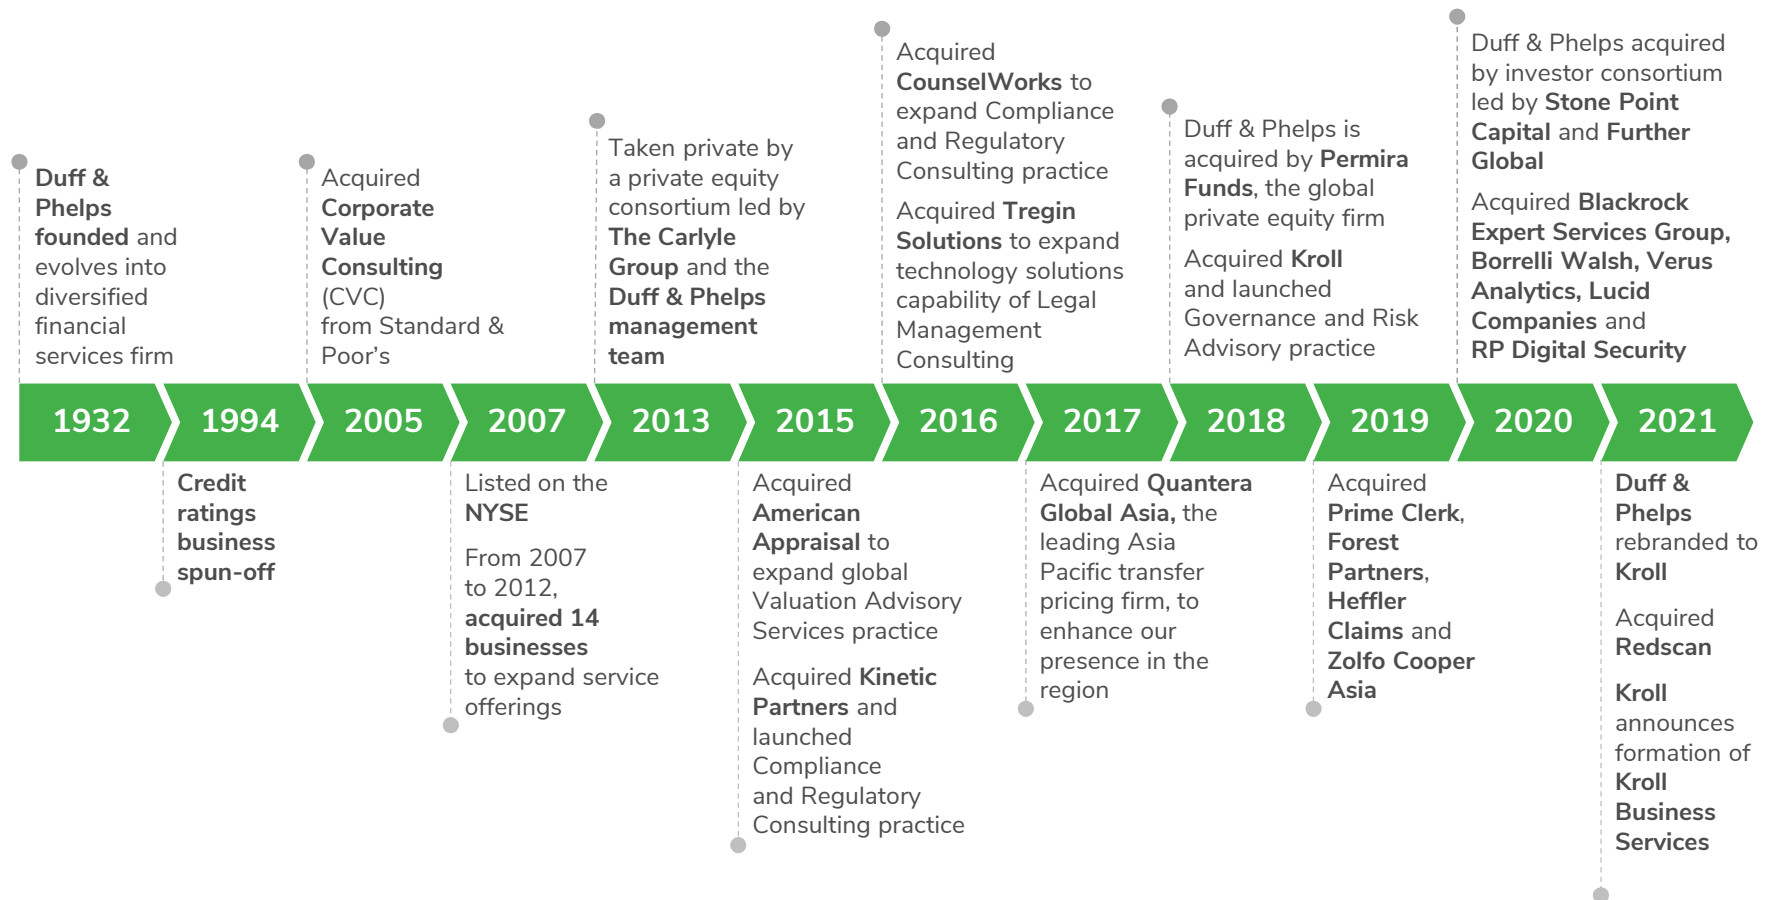 Duff &
Phelps
founded and
evolves into
diversified
financial
services firm
Acquired
Corporate
Value
Consulting
(CVC)
from Standard &
Poor’s
Taken private by
a private equity
consortium led by
The Carlyle
Group and the
Duff & Phelps
management
team
Acquired
CounselWorks to
expand Compliance
and Regulatory
Consulting practice
Acquired Tregin
Solutions to expand
technology solutions
capability of Legal
Management
Consulting
Duff & Phelps is
acquired by Permira
Funds, the global
private equity firm
Acquired Kroll
and launched
Governance and Risk
Advisory practice
Duff & Phelps acquired
by investor consortium
led by Stone Point
Capital and Further
Global
Acquired Blackrock
Expert Services Group,
Borrelli Walsh, Verus
Analytics, Lucid
Companies and
RP Digital Security
1932 1994 2005 2007 2013 2015 2016 2017 2018 2019 2020 2021
Credit
ratings
business
spun-off
Listed on the
NYSE
From 2007
to 2012,
acquired 14
businesses
to expand service
offerings
Acquired
American
Appraisal to
expand global
Valuation Advisory
Services practice
Acquired Kinetic
Partners and
launched
Compliance
and Regulatory
Consulting practice
Acquired Quantera
Global Asia, the
leading Asia
Pacific transfer
pricing firm, to
enhance our
presence in the
region
Acquired
Prime Clerk,
Forest
Partners,
Heffler
Claims and
Zolfo Cooper
Asia
Duff &
Phelps
rebranded to
Kroll
Acquired
Redscan
Kroll
announces
formation of
Kroll
Business
Services